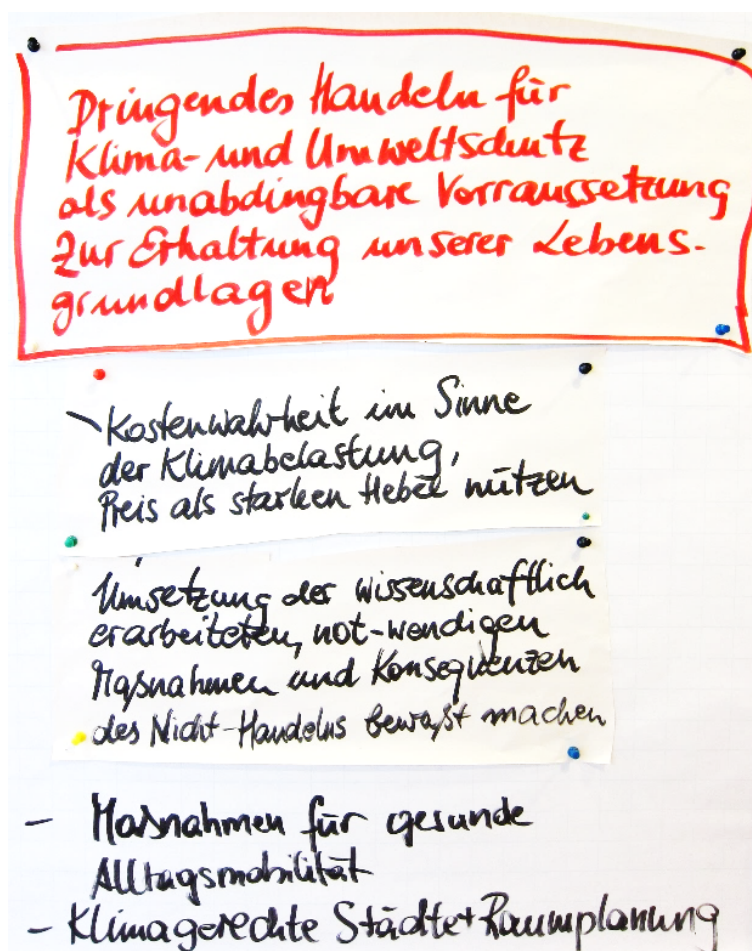 Dringendes Handeln für
Klima- und Umweltschutz
als unabdingbare Vorraussetzung
zur Erhaltung unserer Lebens-
grundlagen
- Kostenwahrheit im Sinne
der Klimabelastung,
Preis als starken Hebel nützen
Umsetzung der wissenschaftlich
erarbeiteten, not-wendigen
Maßnahmen und Konsequenzen
des Nicht-Handelns bewußt machen
- Maßnahmen für gesunde
Alltagsmobilität
- Klimagerechte Städte+Raumplanung